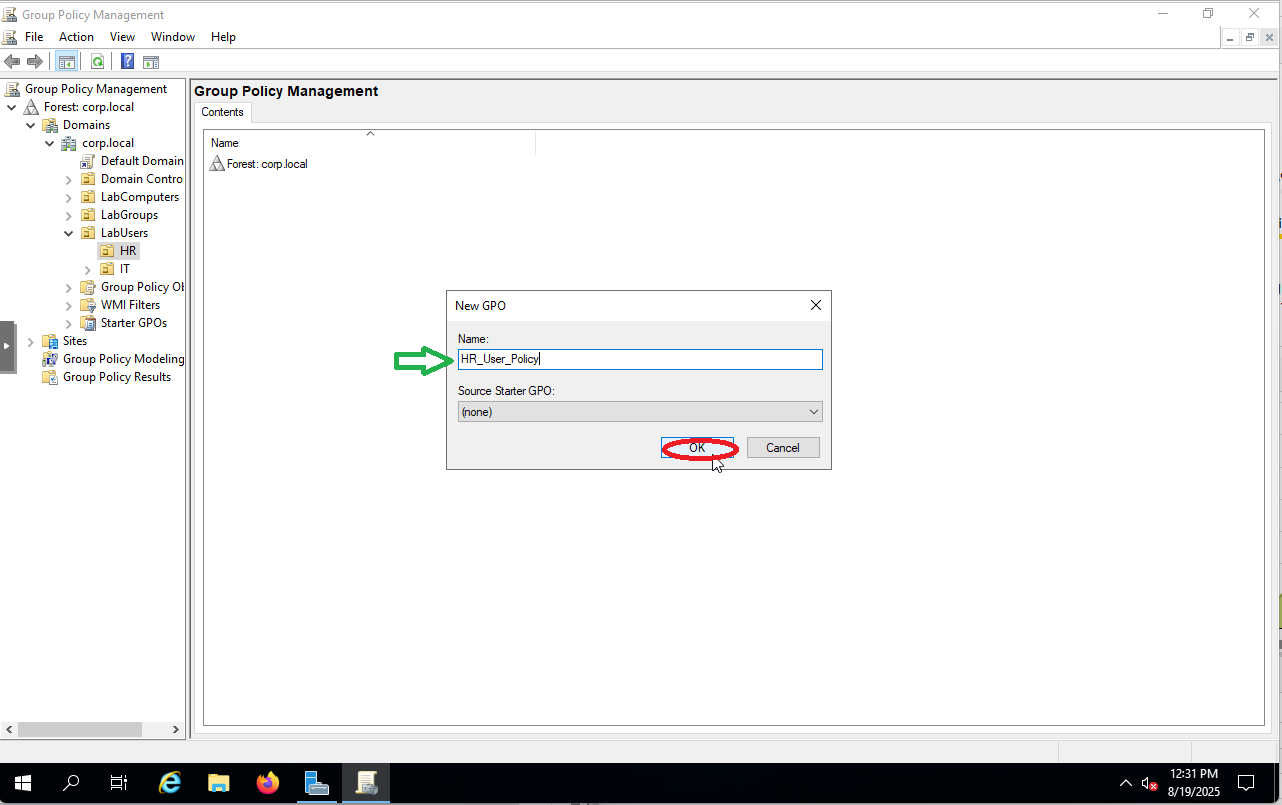 Group Policy Management
File Action View Window Help
Group Policy Management
Forest: corp.local
Domains
corp.local
Default Domain
Domain Contro
LabComputers
LabGroups
LabUsers
HR
IT
Group Policy Ob
WMI Filters
Starter GPOs
Sites
Group Policy Modeling
Group Policy Results
Group Policy Management
Contents
Name
Forest: corp.local
New GPO
Name:
HR_User_Policy
Source Starter GPO:
(none)
OK Cancel
12:31 PM
8/19/2025